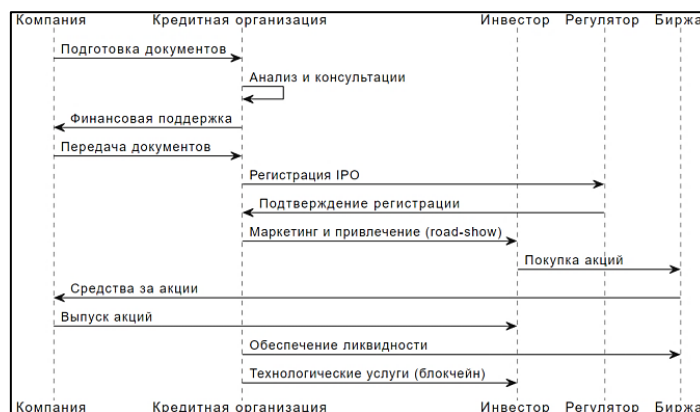 Компания Кредитная организация Инвестор Регулятор Биржа
Подготовка документов
Анализ и консультации
Финансовая поддержка
Передача документов
Регистрация IPO
Подтверждение регистрации
Маркетинг и привлечение (road-show)
Покупка акций
Средства за акции
Выпуск акций
Обеспечение ликвидности
Технологические услуги (блокчейн)
Компания Кредитная организация Инвестор Регулятор Биржа